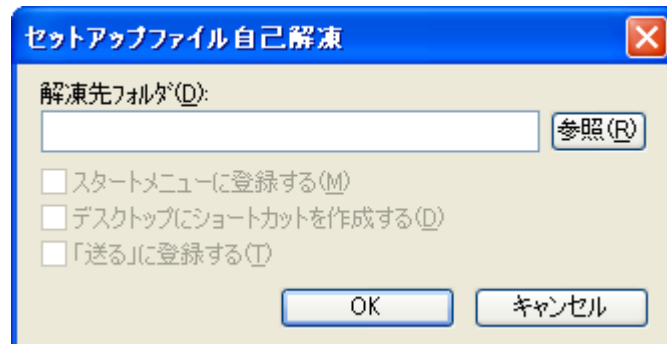 セットアップファイル自己解凍
解凍先フォルダ(D):
参照(R)
スタートメニューに登録する(M)
デスクトップにショートカットを作成する(D)
「送る」に登録する(T)
OK キャンセル